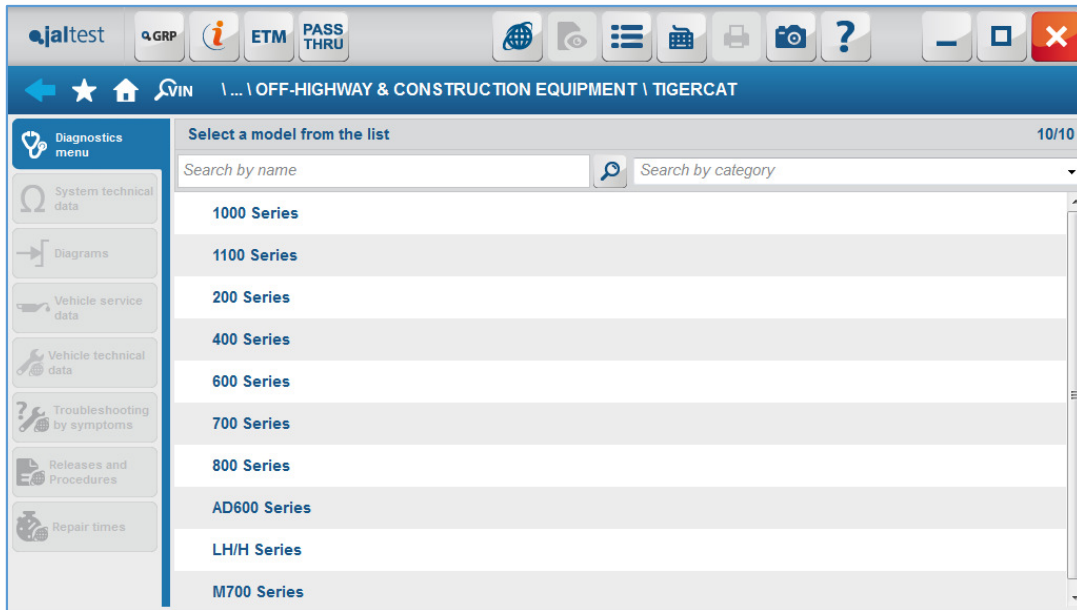 jaltest
GRP
i
ETM
PASS
THRU
?
VIN
\ ... \ OFF-HIGHWAY & CONSTRUCTION EQUIPMENT \ TIGERCAT
Diagnostics
menu
System technical
data
Diagrams
Vehicle service
data
Vehicle technical
data
Troubleshooting
by symptoms
Releases and
Procedures
Repair times
Select a model from the list
10/10
Search by name
Search by category
1000 Series
1100 Series
200 Series
400 Series
600 Series
700 Series
800 Series
AD600 Series
LH/H Series
M700 Series